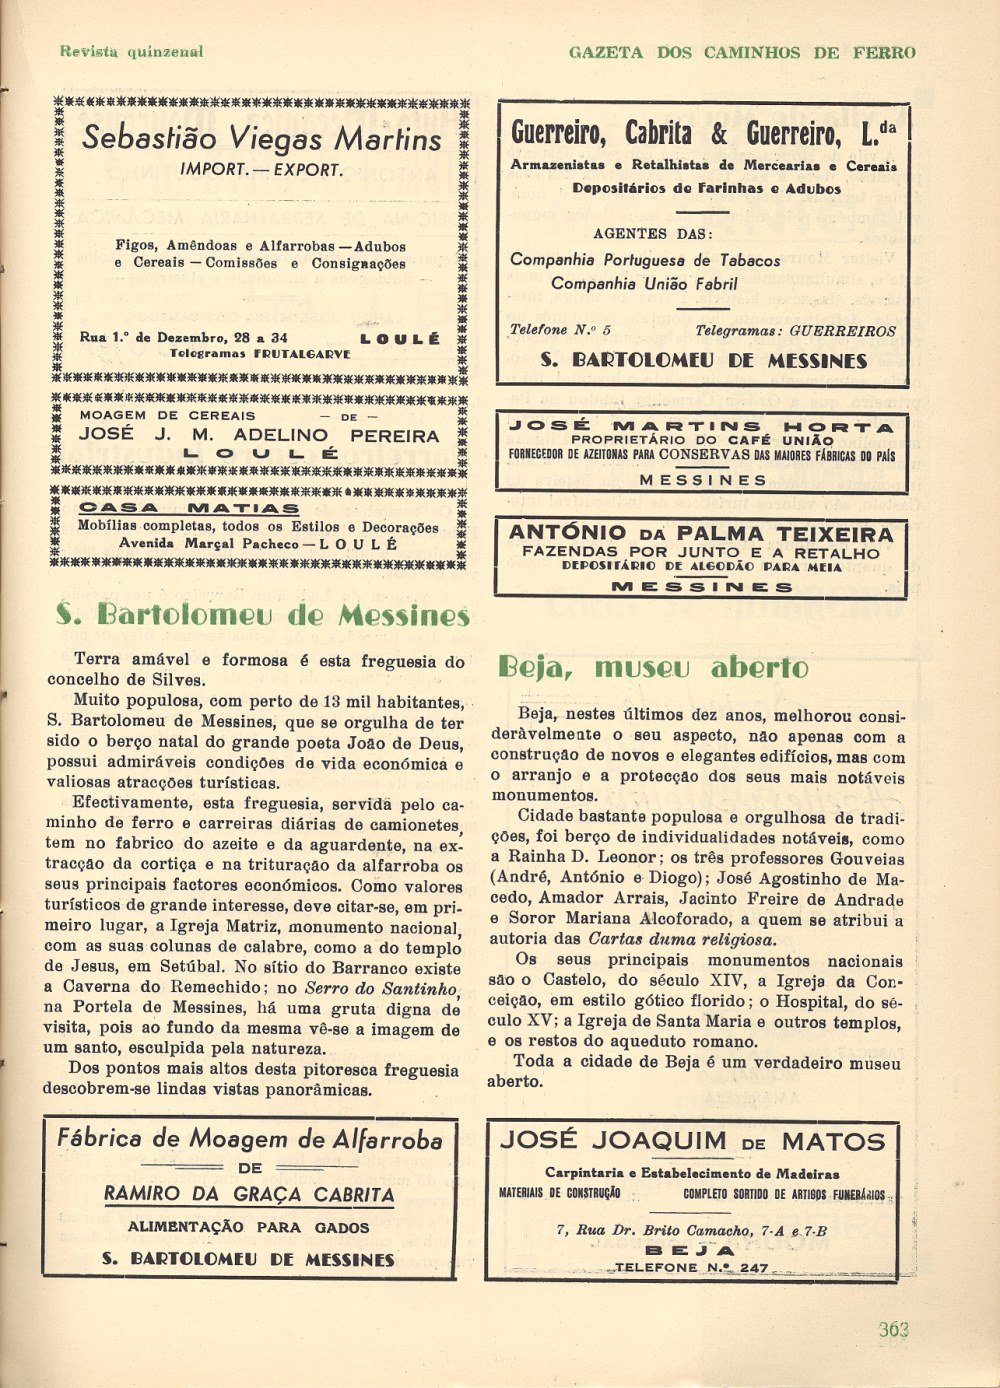 Revista quinzenal
GAZETA DOS CAMINHOS DE FERRO
Sebastião Viegas Martins
IMPORT. — EXPORT.
Figos, Amêndoas e Alfarrobas — Adubos
e Cereais — Comissões e Consignações
Rua 1.º de Dezembro, 28 a 34 LOULÉ
Telegramas FRUTALGARVE
MOAGEM DE CEREAIS — DE —
JOSÉ J. M. ADELINO PEREIRA
LOULÉ
CASA MATIAS
Mobílias completas, todos os Estilos e Decorações
Avenida Marçal Pacheco — LOULÉ
S. Bartolomeu de Messines
Terra amável e formosa é esta freguesia do
concelho de Silves.
Muito populosa, com perto de 13 mil habitantes,
S. Bartolomeu de Messines, que se orgulha de ter
sido o berço natal do grande poeta João de Deus,
possui admiráveis condições de vida económica e
valiosas atracções turísticas.
Efectivamente, esta freguesia, servida pelo ca-
minho de ferro e carreiras diárias de camionetes,
tem no fabrico do azeite e da aguardente, na ex-
tracção da cortiça e na trituração da alfarroba os
seus principais factores económicos. Como valores
turísticos de grande interesse, deve citar-se, em pri-
meiro lugar, a Igreja Matriz, monumento nacional,
com as suas colunas de calabre, como a do templo
de Jesus, em Setúbal. No sítio do Barranco existe
a Caverna do Remechido; no Serro do Santinho,
na Portela de Messines, há uma gruta digna de
visita, pois ao fundo da mesma vê-se a imagem de
um santo, esculpida pela natureza.
Dos pontos mais altos desta pitoresca freguesia
descobrem-se lindas vistas panorâmicas.
Fábrica de Moagem de Alfarroba
DE
RAMIRO DA GRAÇA CABRITA
ALIMENTAÇÃO PARA GADOS
S. BARTOLOMEU DE MESSINES
Guerreiro, Cabrita & Guerreiro, L.da
Armazenistas e Retalhistas de Mercearias e Cereais
Depositários de Farinhas e Adubos
AGENTES DAS:
Companhia Portuguesa de Tabacos
Companhia União Fabril
Telefone N.º 5 Telegramas: GUERREIROS
S. BARTOLOMEU DE MESSINES
JOSÉ MARTINS HORTA
PROPRIETÁRIO DO CAFÉ UNIÃO
FORNECEDOR DE AZEITONAS PARA CONSERVAS DAS MAIORES FÁBRICAS DO PAÍS
MESSINES
ANTÓNIO DA PALMA TEIXEIRA
FAZENDAS POR JUNTO E A RETALHO
DEPOSITÁRIO DE ALGODÃO PARA MEIA
MESSINES
Beja, museu aberto
Beja, nestes últimos dez anos, melhorou consi-
deràvelmente o seu aspecto, não apenas com a
construção de novos e elegantes edifícios, mas com
o arranjo e a protecção dos seus mais notáveis
monumentos.
Cidade bastante populosa e orgulhosa de tradi-
ções, foi berço de individualidades notáveis, como
a Rainha D. Leonor; os três professores Gouveias
(André, António e Diogo); José Agostinho de Ma-
cedo, Amador Arrais, Jacinto Freire de Andrade
e Soror Mariana Alcoforado, a quem se atribui a
autoria das Cartas duma religiosa.
Os seus principais monumentos nacionais
são o Castelo, do século XIV, a Igreja da Con-
ceição, em estilo gótico florido; o Hospital, do sé-
culo XV; a Igreja de Santa Maria e outros templos,
e os restos do aqueduto romano.
Toda a cidade de Beja é um verdadeiro museu
aberto.
JOSÉ JOAQUIM DE MATOS
Carpintaria e Estabelecimento de Madeiras
MATERIAIS DE CONSTRUÇÃO COMPLETO SORTIDO DE ARTIGOS FUNERÁRIOS
7, Rua Dr. Brito Camacho, 7-A e 7-B
BEJA
TELEFONE N.º 247
363